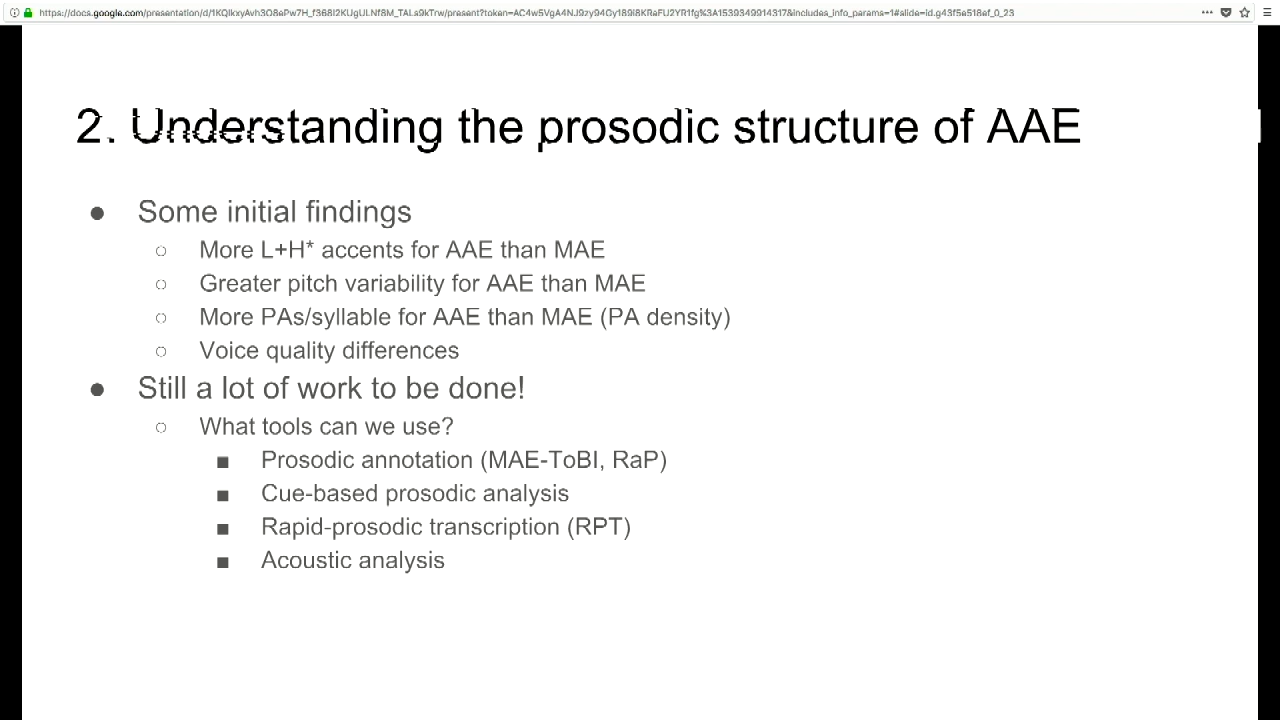 2. Understanding the prosodic structure of AAE
● Some initial findings
○ More L+H* accents for AAE than MAE
○ Greater pitch variability for AAE than MAE
○ More PAs/syllable for AAE than MAE (PA density)
○ Voice quality differences
● Still a lot of work to be done!
○ What tools can we use?
■ Prosodic annotation (MAE-ToBI, RaP)
■ Cue-based prosodic analysis
■ Rapid-prosodic transcription (RPT)
■ Acoustic analysis